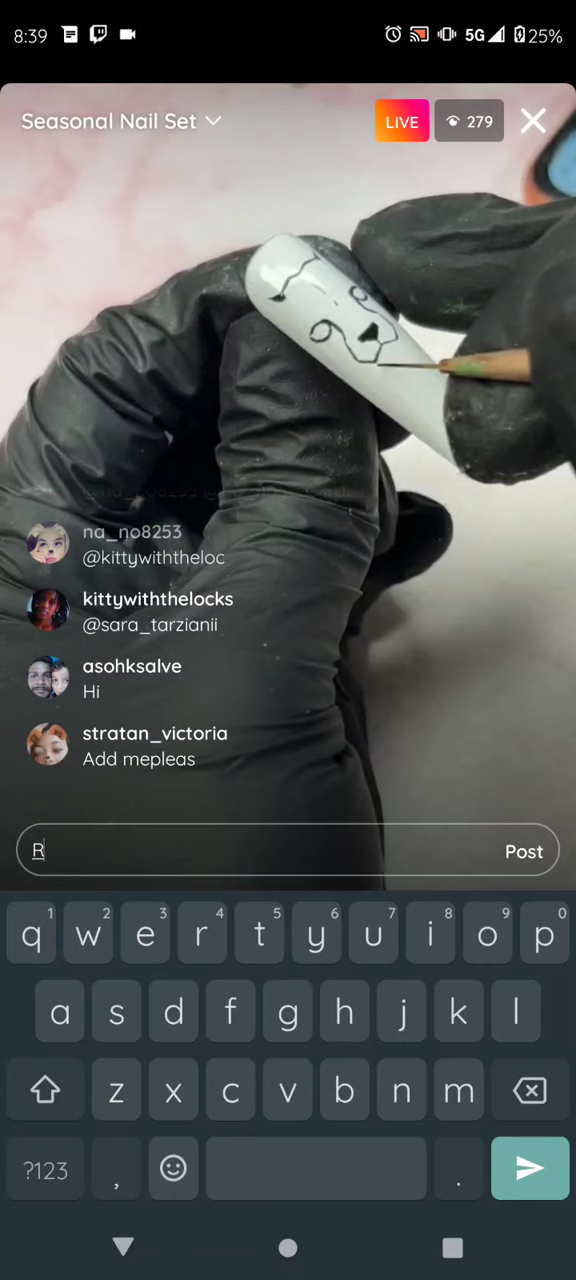 8:39
5G
25%
Seasonal Nail Set
LIVE
279
na_no8253
@kittywiththeloc
kittywiththelocks
@sara_tarzianii
asohksalve
Hi
stratan_victoria
Add mepleas
R
Post
1 2 3 4 5 6 7 8 9 0
q w e r t y u i o p
a s d f g h j k l
z x c v b n m
?123 , .